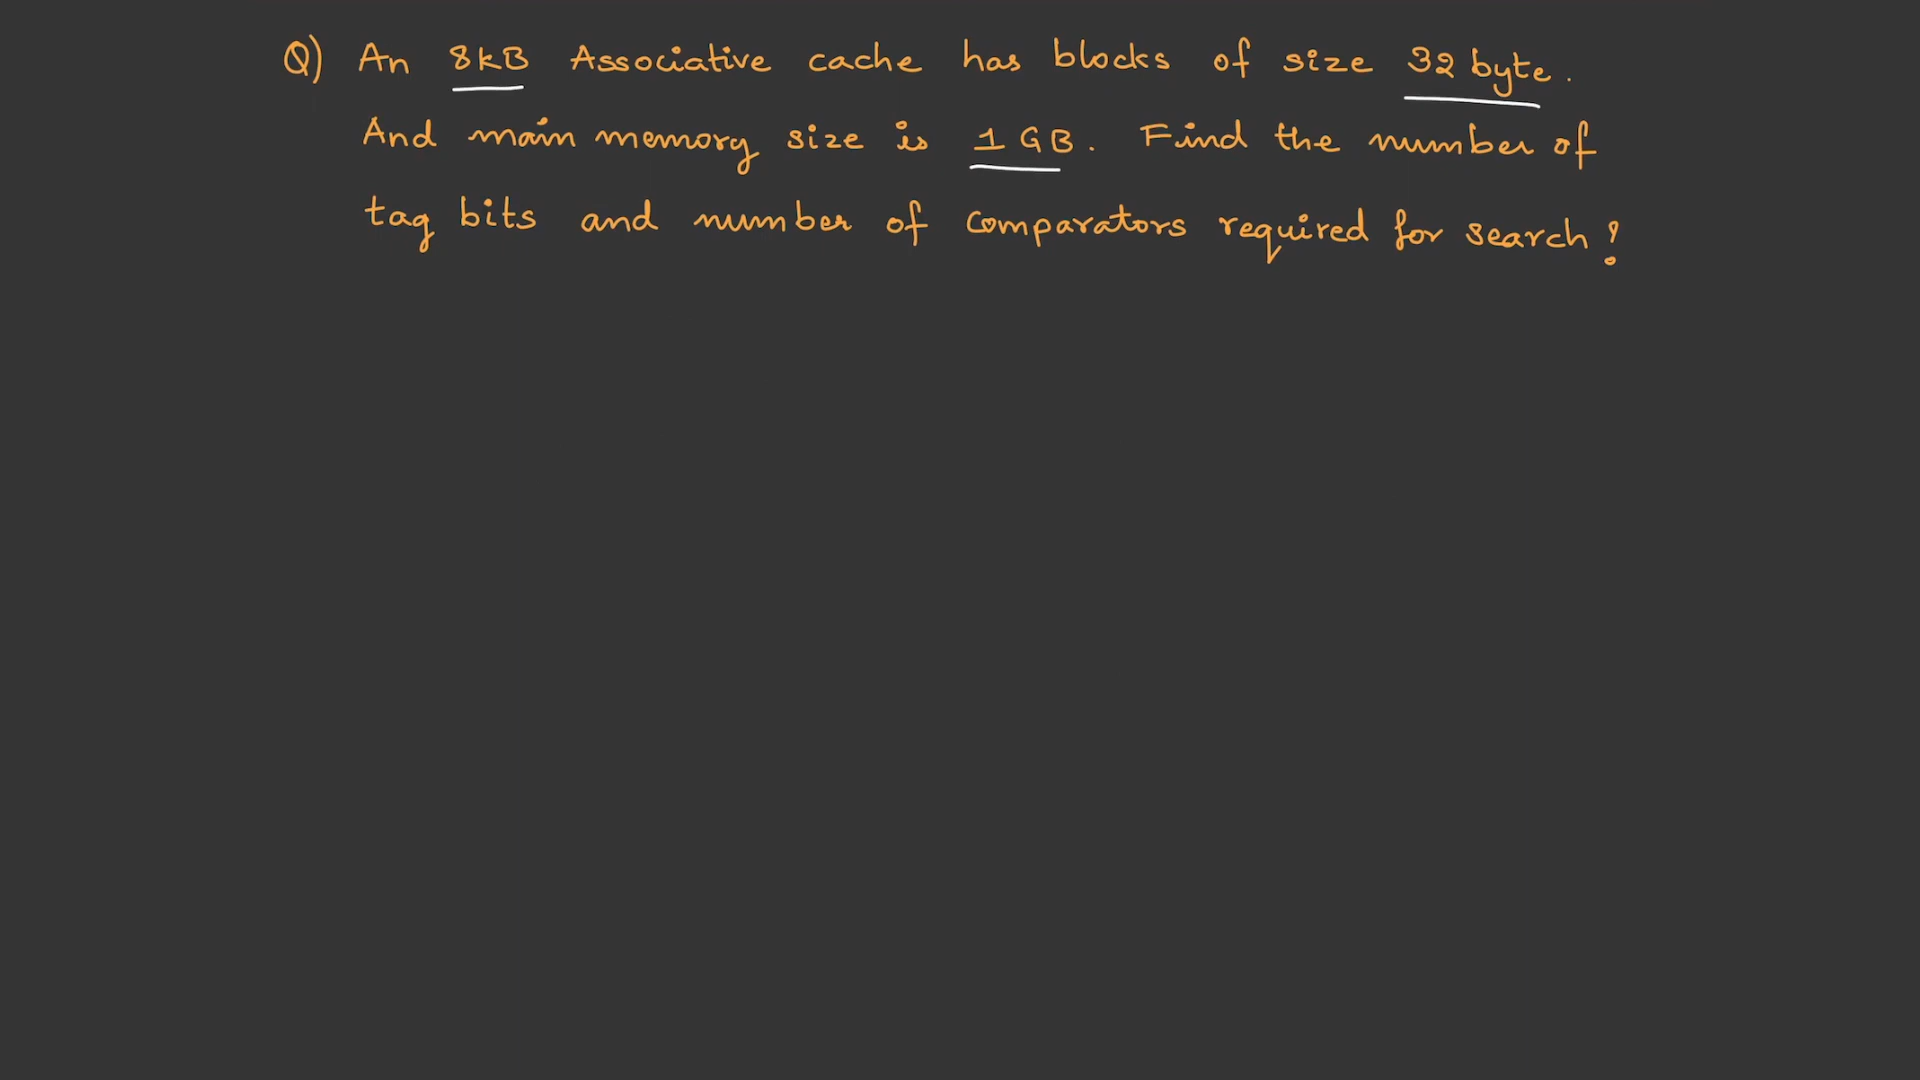 Q) An 8kB Associative cache has blocks of size 32 byte.
And main memory size is 1 GB. Find the number of
tag bits and number of comparators required for search?